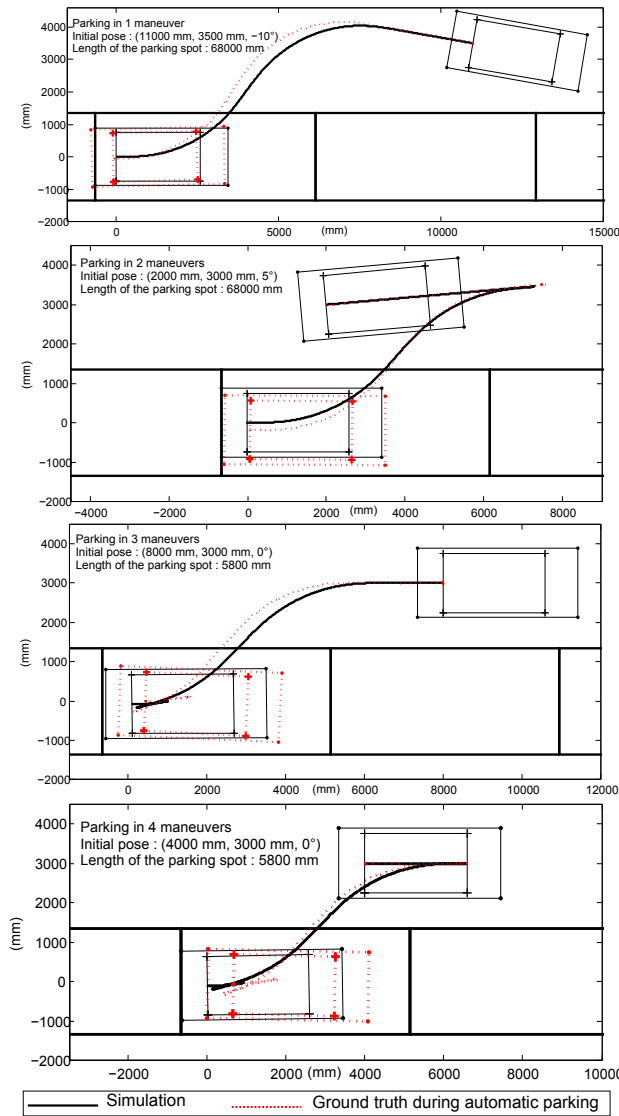 Parking in 1 maneuver
Initial pose : (11000 mm, 3500 mm, −10°)
Length of the parking spot : 68000 mm
4000
3000
2000
1000
0
−1000
−2000
(mm)
0 5000 (mm) 10000 15000
Parking in 2 maneuvers
Initial pose : (2000 mm, 3000 mm, 5°)
Length of the parking spot : 68000 mm
4000
3000
2000
1000
0
−1000
−2000
(mm)
−4000 −2000 0 2000 (mm) 4000 6000 8000
Parking in 3 maneuvers
Initial pose : (8000 mm, 3000 mm, 0°)
Length of the parking spot : 5800 mm
4000
3000
2000
1000
0
−1000
−2000
(mm)
0 2000 4000 (mm) 6000 8000 10000 12000
Parking in 4 maneuvers
Initial pose : (4000 mm, 3000 mm, 0°)
Length of the parking spot : 5800 mm
4000
3000
2000
1000
0
−1000
−2000
(mm)
−2000 0 2000 (mm) 4000 6000 8000 10000
Simulation Ground truth during automatic parking